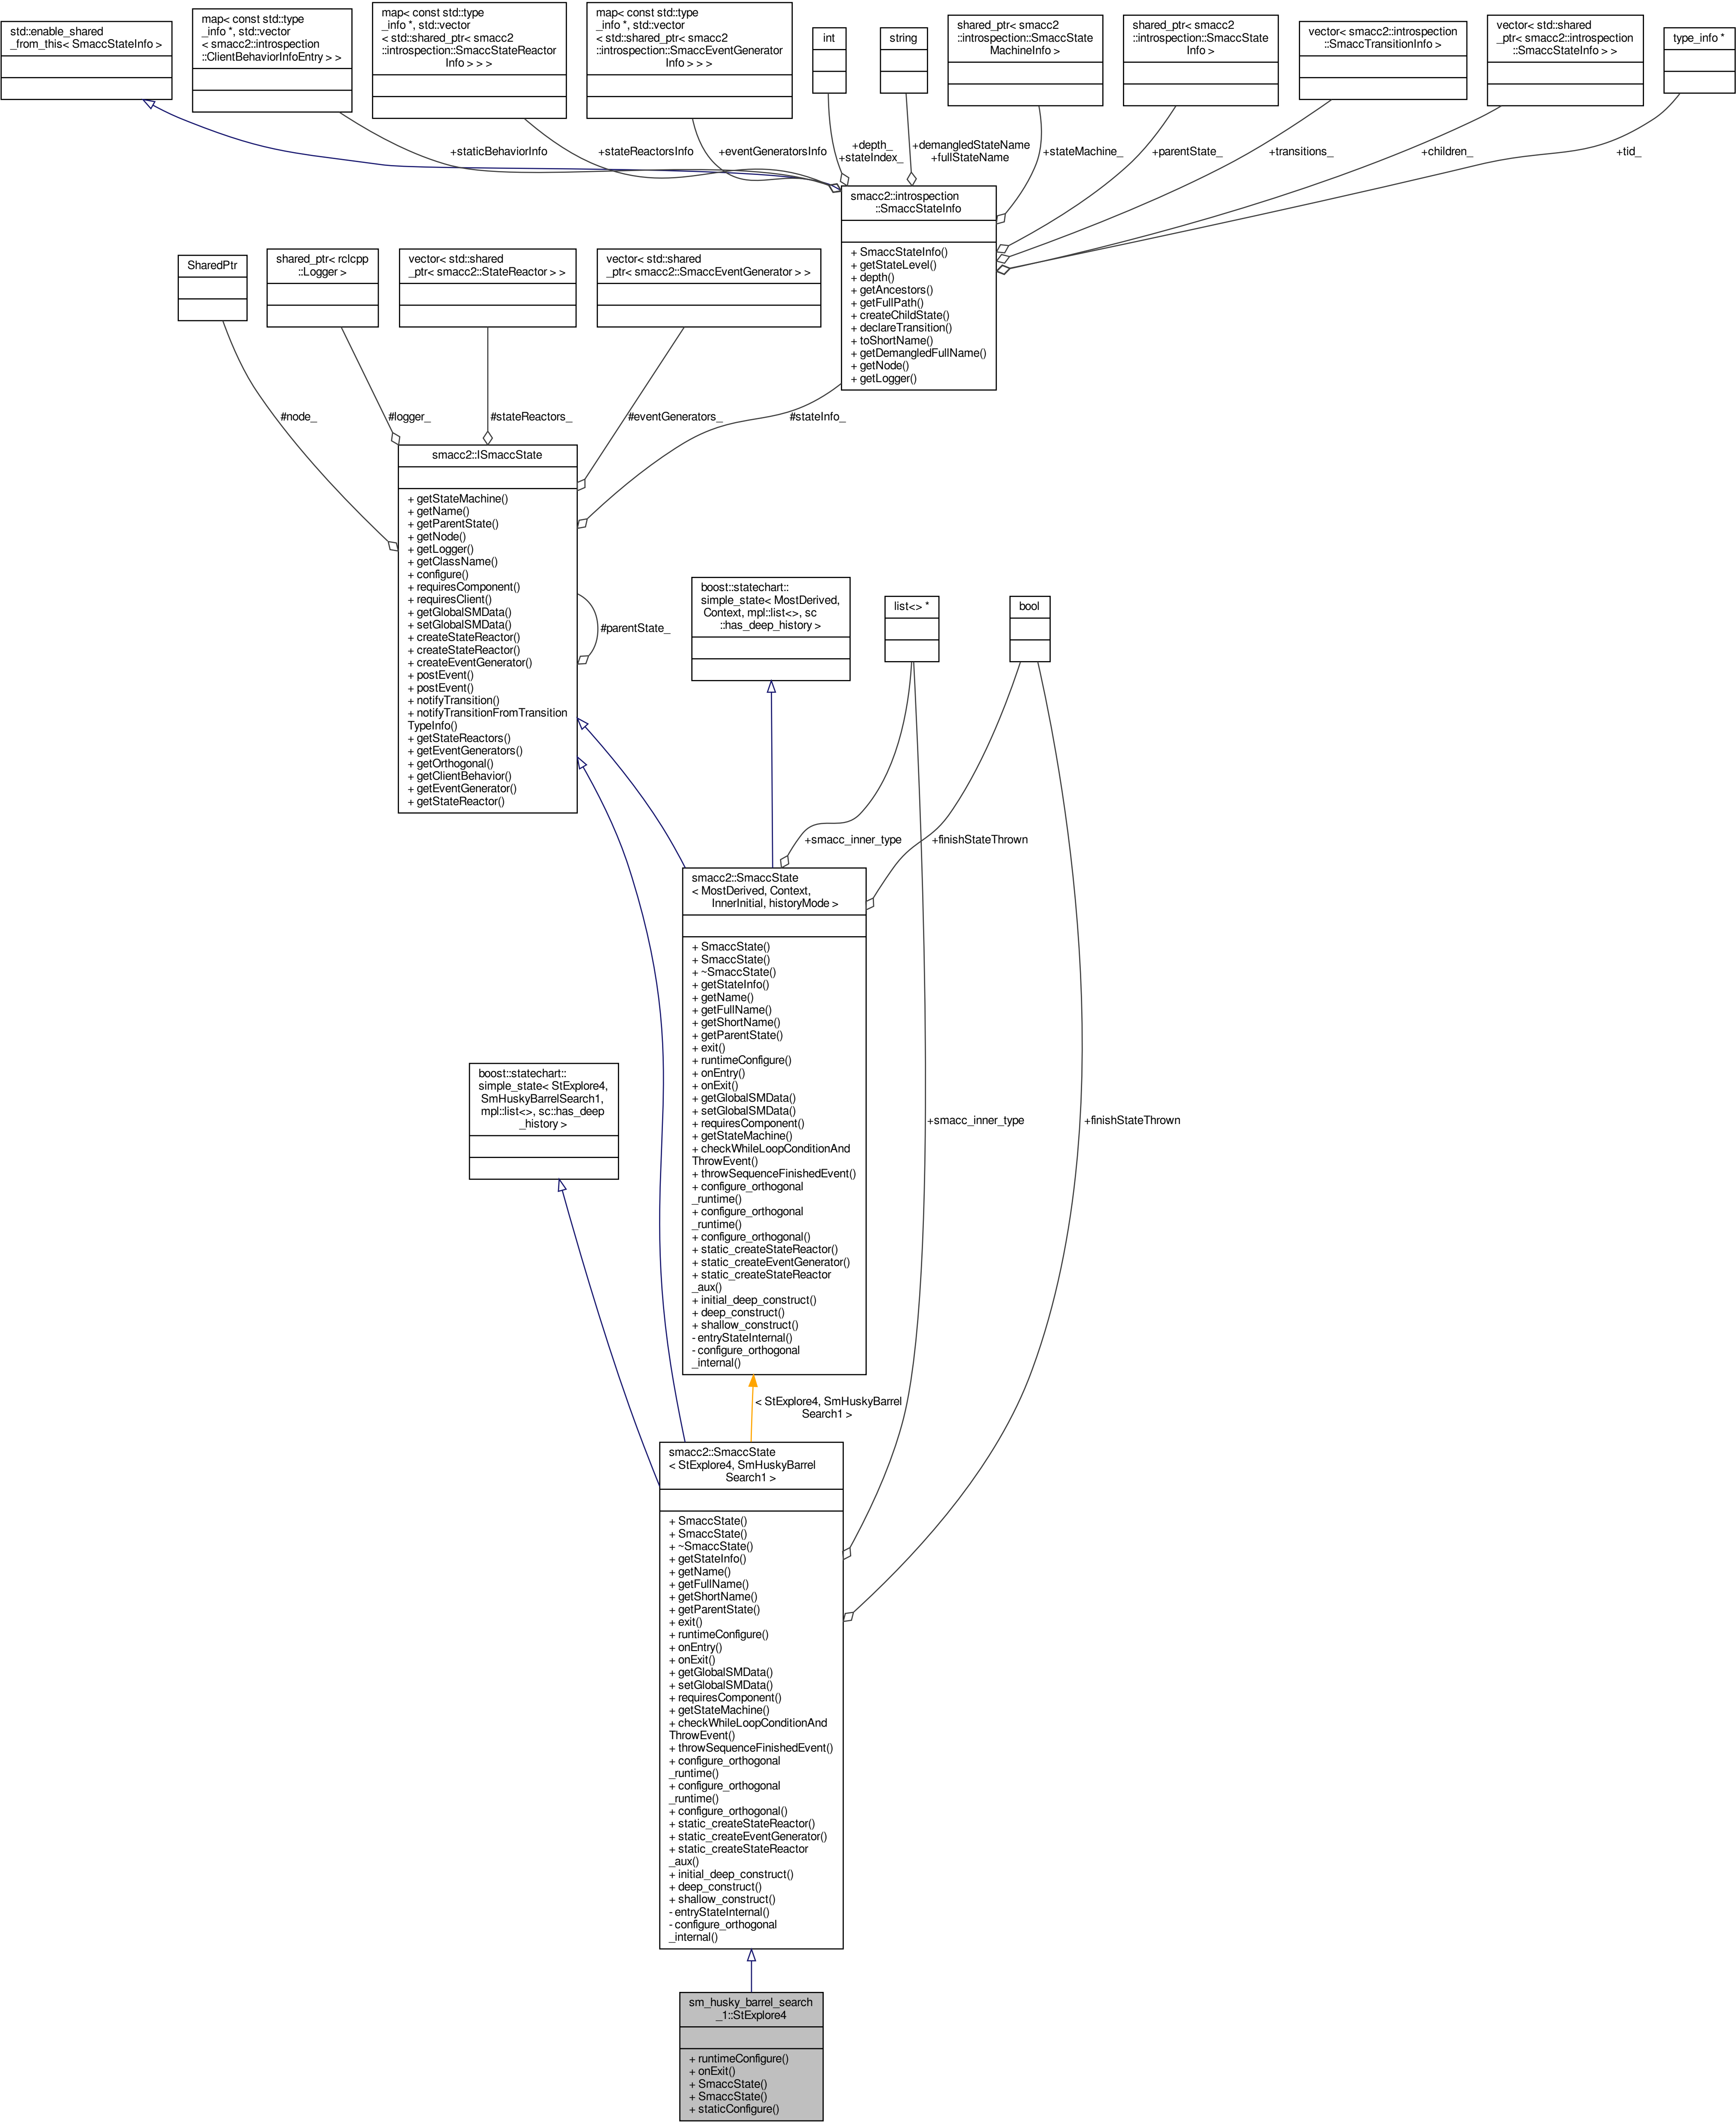 std::enable_shared
_from_this< SmaccStateInfo >
map< const std::type
_info *, std::vector
< smacc2::introspection
::ClientBehaviorInfoEntry > >
map< const std::type
_info *, std::vector
< std::shared_ptr< smacc2
::introspection::SmaccStateReactor
Info > > >
map< const std::type
_info *, std::vector
< std::shared_ptr< smacc2
::introspection::SmaccEventGenerator
Info > > >
int
string
shared_ptr< smacc2
::introspection::SmaccState
MachineInfo >
shared_ptr< smacc2
::introspection::SmaccState
Info >
vector< smacc2::introspection
::SmaccTransitionInfo >
vector< std::shared
_ptr< smacc2::introspection
::SmaccStateInfo > >
type_info *
+staticBehaviorInfo
+stateReactorsInfo
+eventGeneratorsInfo
+depth_
+stateIndex_
+demangledStateName
+fullStateName
+stateMachine_
+parentState_
+transitions_
+children_
+tid_
smacc2::introspection
::SmaccStateInfo
+ SmaccStateInfo()
+ getStateLevel()
+ depth()
+ getAncestors()
+ getFullPath()
+ createChildState()
+ declareTransition()
+ toShortName()
+ getDemangledFullName()
+ getNode()
+ getLogger()
SharedPtr
shared_ptr< rclcpp
::Logger >
vector< std::shared
_ptr< smacc2::StateReactor > >
vector< std::shared
_ptr< smacc2::SmaccEventGenerator > >
#node_
#logger_
#stateReactors_
#eventGenerators_
#stateInfo_
smacc2::ISmaccState
+ getStateMachine()
+ getName()
+ getParentState()
+ getNode()
+ getLogger()
+ getClassName()
+ configure()
+ requiresComponent()
+ requiresClient()
+ getGlobalSMData()
+ setGlobalSMData()
+ createStateReactor()
+ createStateReactor()
+ createEventGenerator()
+ postEvent()
+ postEvent()
+ notifyTransition()
+ notifyTransitionFromTransition
TypeInfo()
+ getStateReactors()
+ getEventGenerators()
+ getOrthogonal()
+ getClientBehavior()
+ getEventGenerator()
+ getStateReactor()
#parentState_
boost::statechart::
simple_state< MostDerived,
Context, mpl::list<>, sc
::has_deep_history >
list<> *
bool
+smacc_inner_type
+finishStateThrown
smacc2::SmaccState
< MostDerived, Context,
InnerInitial, historyMode >
+ SmaccState()
+ SmaccState()
+ ~SmaccState()
+ getStateInfo()
+ getName()
+ getFullName()
+ getShortName()
+ getParentState()
+ exit()
+ runtimeConfigure()
+ onEntry()
+ onExit()
+ getGlobalSMData()
+ setGlobalSMData()
+ requiresComponent()
+ getStateMachine()
+ checkWhileLoopConditionAnd
ThrowEvent()
+ throwSequenceFinishedEvent()
+ configure_orthogonal
_runtime()
+ configure_orthogonal
_runtime()
+ configure_orthogonal()
+ static_createStateReactor()
+ static_createEventGenerator()
+ static_createStateReactor
_aux()
+ initial_deep_construct()
+ deep_construct()
+ shallow_construct()
- entryStateInternal()
- configure_orthogonal
_internal()
boost::statechart::
simple_state< StExplore4,
SmHuskyBarrelSearch1,
mpl::list<>, sc::has_deep
_history >
+smacc_inner_type
+finishStateThrown
< StExplore4, SmHuskyBarrel
Search1 >
smacc2::SmaccState
< StExplore4, SmHuskyBarrel
Search1 >
+ SmaccState()
+ SmaccState()
+ ~SmaccState()
+ getStateInfo()
+ getName()
+ getFullName()
+ getShortName()
+ getParentState()
+ exit()
+ runtimeConfigure()
+ onEntry()
+ onExit()
+ getGlobalSMData()
+ setGlobalSMData()
+ requiresComponent()
+ getStateMachine()
+ checkWhileLoopConditionAnd
ThrowEvent()
+ throwSequenceFinishedEvent()
+ configure_orthogonal
_runtime()
+ configure_orthogonal
_runtime()
+ configure_orthogonal()
+ static_createStateReactor()
+ static_createEventGenerator()
+ static_createStateReactor
_aux()
+ initial_deep_construct()
+ deep_construct()
+ shallow_construct()
- entryStateInternal()
- configure_orthogonal
_internal()
sm_husky_barrel_search
_1::StExplore4
+ runtimeConfigure()
+ onExit()
+ SmaccState()
+ SmaccState()
+ staticConfigure()